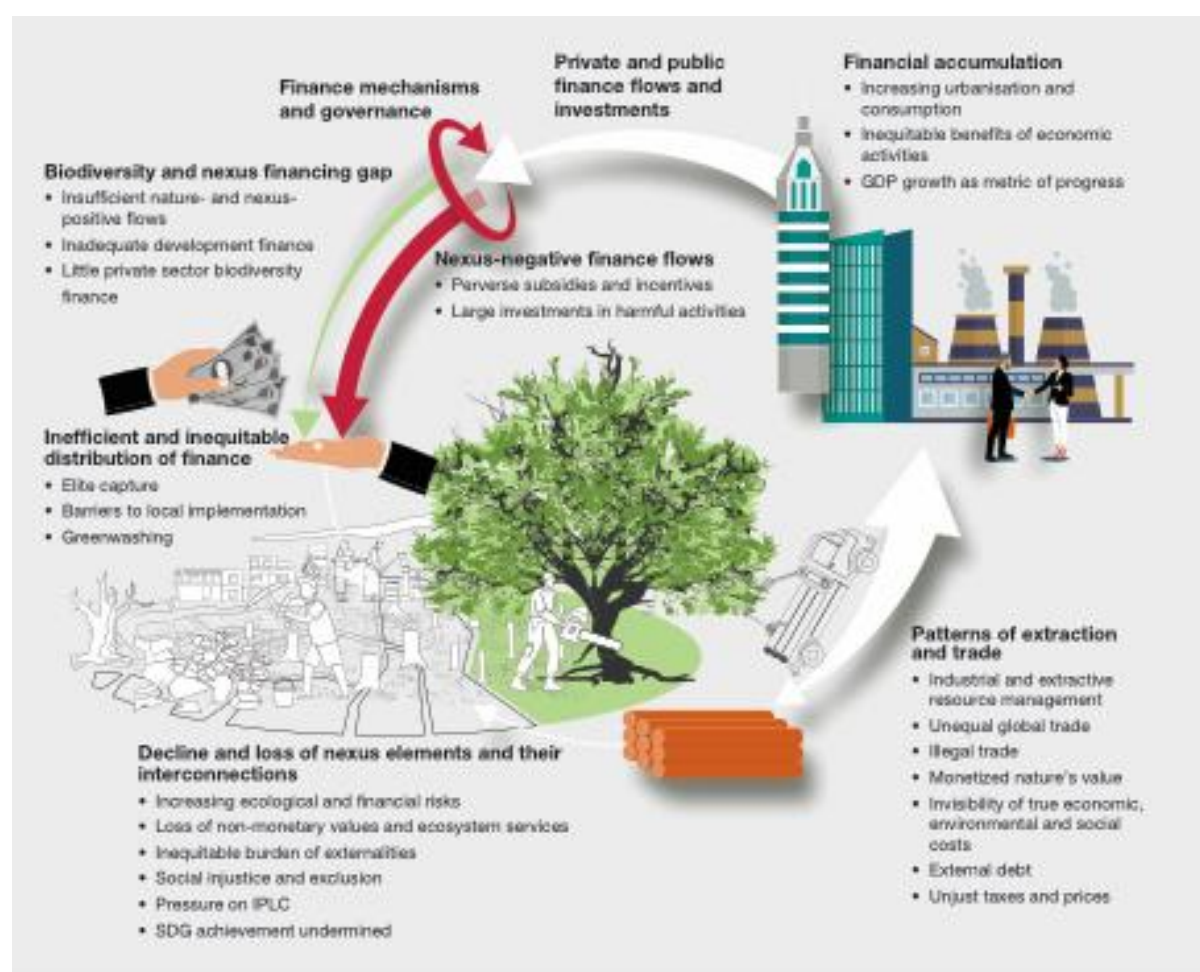 Finance mechanisms
and governance
Private and public
finance flows and
investments
Financial accumulation
• Increasing urbanisation and
consumption
• Inequitable benefits of economic
activities
• GDP growth as metric of progress
Biodiversity and nexus financing gap
• Insufficient nature- and nexus-
positive flows
• Inadequate development finance
• Little private sector biodiversity
finance
Nexus-negative finance flows
• Perverse subsidies and incentives
• Large investments in harmful activities
Inefficient and inequitable
distribution of finance
• Elite capture
• Barriers to local implementation
• Greenwashing
Patterns of extraction
and trade
• Industrial and extractive
resource management
• Unequal global trade
• Illegal trade
• Monetized nature's value
• Invisibility of true economic,
environmental and social
costs
• External debt
• Unjust taxes and prices
Decline and loss of nexus elements and their
interconnections
• Increasing ecological and financial risks
• Loss of non-monetary values and ecosystem services
• Inequitable burden of externalities
• Social injustice and exclusion
• Pressure on IPLC
• SDG achievement undermined